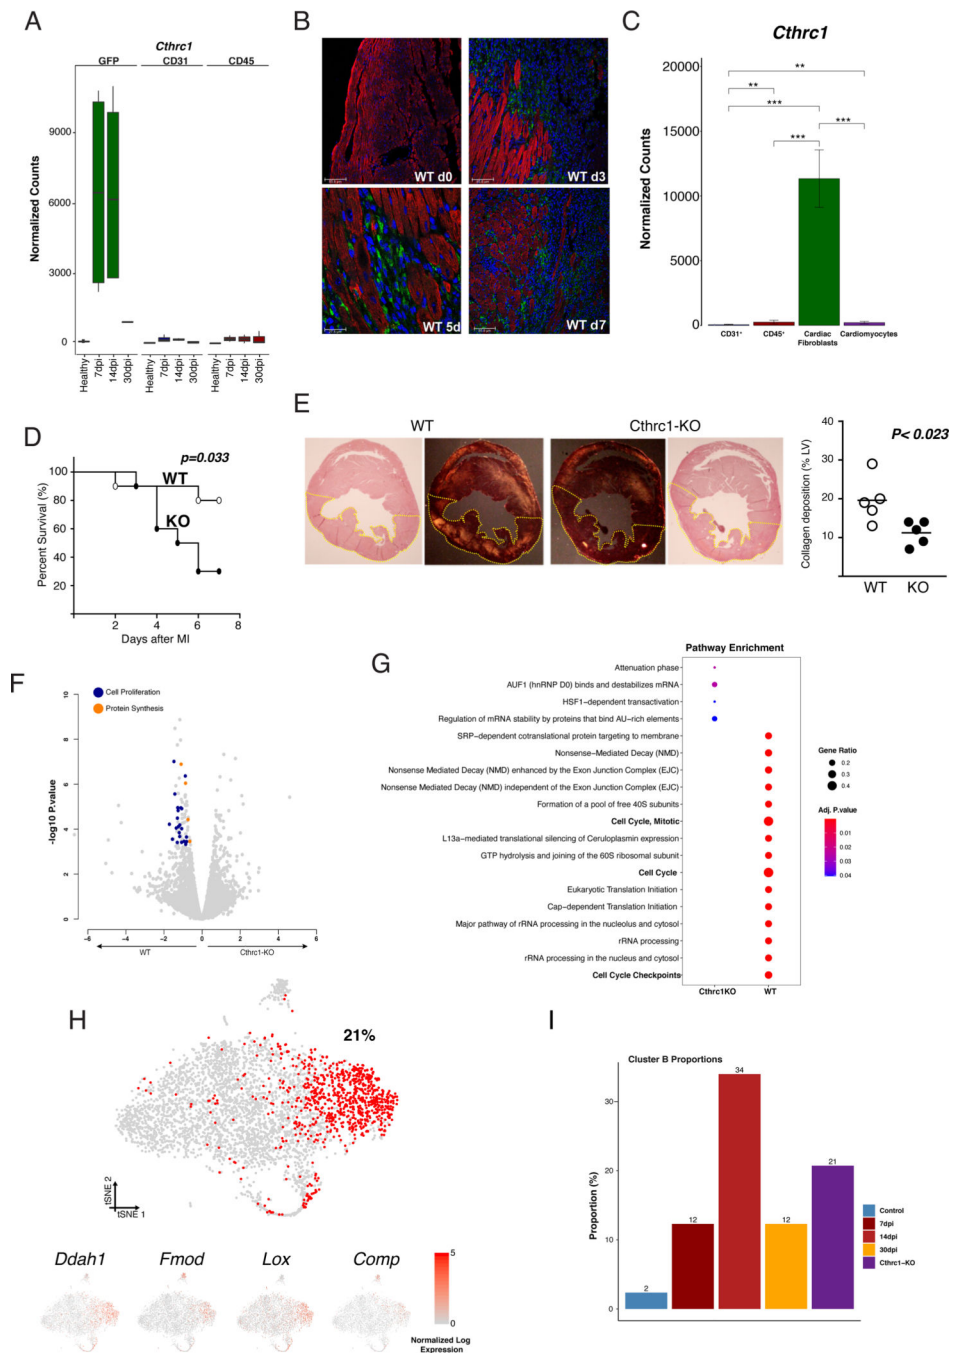 A
Cthrc1
GFP
CD31
CD45
Normalized Counts
9000
6000
3000
0
Healthy
7dpi
14dpi
30dpi
Healthy
7dpi
14dpi
30dpi
Healthy
7dpi
14dpi
30dpi
B
WT d0
WT d3
WT 5d
WT d7
C
Cthrc1
Normalized Counts
20000
15000
10000
5000
0
**
**
***
***
***
CD31+
CD45+
Cardiac
Fibroblasts
Cardiomyocytes
D
p=0.033
WT
KO
Percent Survival (%)
100
80
60
40
20
2
4
6
8
Days after MI
E
WT
Cthrc1-KO
P< 0.023
Collagen deposition (% LV)
40
30
20
10
WT
KO
F
Cell Proliferation
Protein Synthesis
-log10 P.value
10
8
6
4
2
0
−6
−4
−2
0
2
4
6
WT
Cthrc1-KO
G
Pathway Enrichment
Attenuation phase
AUF1 (hnRNP D0) binds and destabilizes mRNA
HSF1−dependent transactivation
Regulation of mRNA stability by proteins that bind AU−rich elements
SRP−dependent cotranslational protein targeting to membrane
Nonsense−Mediated Decay (NMD)
Nonsense Mediated Decay (NMD) enhanced by the Exon Junction Complex (EJC)
Nonsense Mediated Decay (NMD) independent of the Exon Junction Complex (EJC)
Formation of a pool of free 40S subunits
Cell Cycle, Mitotic
L13a−mediated translational silencing of Ceruloplasmin expression
GTP hydrolysis and joining of the 60S ribosomal subunit
Cell Cycle
Eukaryotic Translation Initiation
Cap−dependent Translation Initiation
Major pathway of rRNA processing in the nucleolus and cytosol
rRNA processing
rRNA processing in the nucleus and cytosol
Cell Cycle Checkpoints
Cthrc1KO
WT
Gene Ratio
0.2
0.3
0.4
Adj. P.value
0.01
0.02
0.03
0.04
H
21%
tSNE 2
tSNE 1
Ddah1
Fmod
Lox
Comp
5
0
Normalized Log
Expression
I
Cluster B Proportions
Proportion (%)
30
20
10
0
2
12
34
12
21
Control
7dpi
14dpi
30dpi
Cthrc1−KO